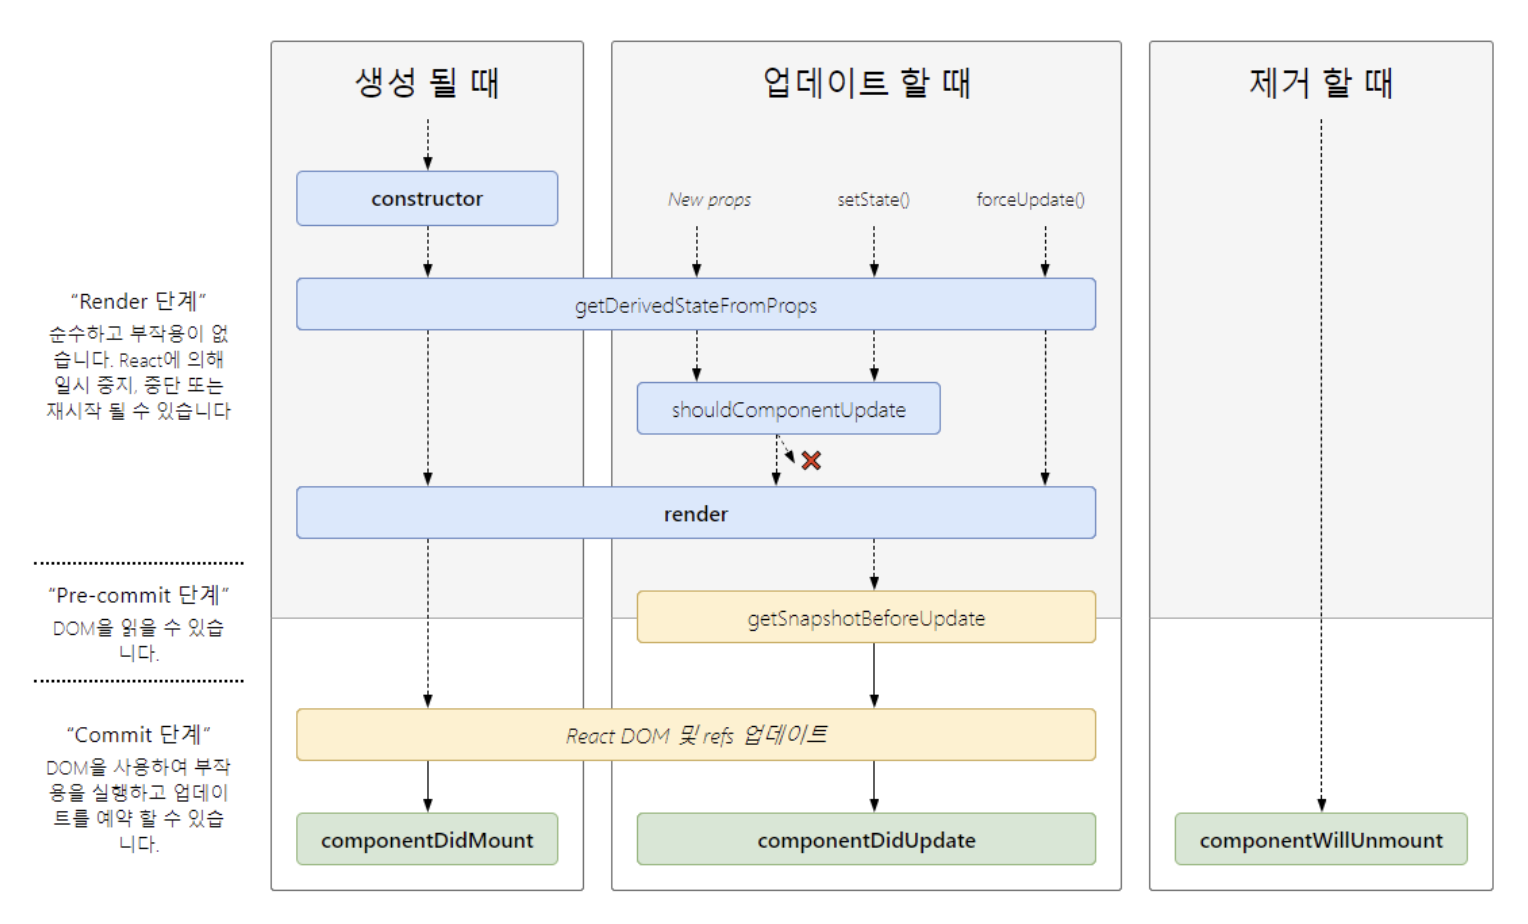 생성 될 때
업데이트 할 때
제거 할 때
constructor
New props
setState()
forceUpdate()
getDerivedStateFromProps
shouldComponentUpdate
render
getSnapshotBeforeUpdate
React DOM 및 refs 업데이트
componentDidMount
componentDidUpdate
componentWillUnmount
“Render 단계”
순수하고 부작용이 없
습니다. React에 의해
일시 중지, 중단 또는
재시작 될 수 있습니다
“Pre-commit 단계”
DOM을 읽을 수 있습
니다.
“Commit 단계”
DOM을 사용하여 부작
용을 실행하고 업데이
트를 예약 할 수 있습
니다.